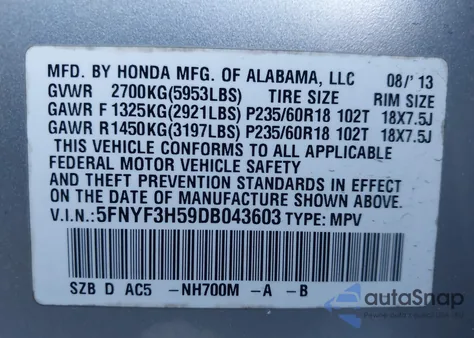 MFD. BY HONDA MFG. OF ALABAMA, LLC 08/'13
GVWR 2700KG(5953LBS) TIRE SIZE RIM SIZE
GAWR F 1325KG(2921LBS) P235/60R18 102T 18X7.5J
GAWR R1450KG(3197LBS) P235/60R18 102T 18X7.5J
THIS VEHICLE CONFORMS TO ALL APPLICABLE
FEDERAL MOTOR VEHICLE SAFETY
AND THEFT PREVENTION STANDARDS IN EFFECT
ON THE DATE OF MANUFACTURE SHOWN ABOVE.
V.I.N.: 5FNYF3H59DB043603 TYPE: MPV
SZB D AC5 -NH700M -A -B
autoSnap